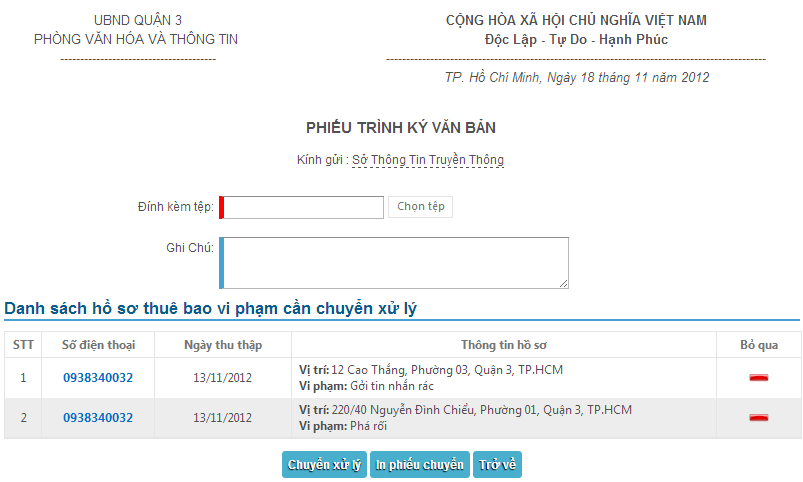 UBND QUẬN 3
PHÒNG VĂN HÓA VÀ THÔNG TIN
CỘNG HÒA XÃ HỘI CHỦ NGHĨA VIỆT NAM
Độc Lập - Tự Do - Hạnh Phúc
TP. Hồ Chí Minh, Ngày 18 tháng 11 năm 2012
PHIẾU TRÌNH KÝ VĂN BẢN
Kính gửi : Sở Thông Tin Truyền Thông
Đính kèm tệp: Chọn tệp
Ghi Chú:
Danh sách hồ sơ thuê bao vi phạm cần chuyển xử lý
STT Số điện thoại Ngày thu thập Thông tin hồ sơ Bỏ qua
1 0938340032 13/11/2012 Vị trí: 12 Cao Thắng, Phường 03, Quận 3, TP.HCM
Vi phạm: Gởi tin nhắn rác
2 0938340032 13/11/2012 Vị trí: 220/40 Nguyễn Đình Chiểu, Phường 01, Quận 3, TP.HCM
Vi phạm: Phá rối
Chuyển xử lý In phiếu chuyển Trở về